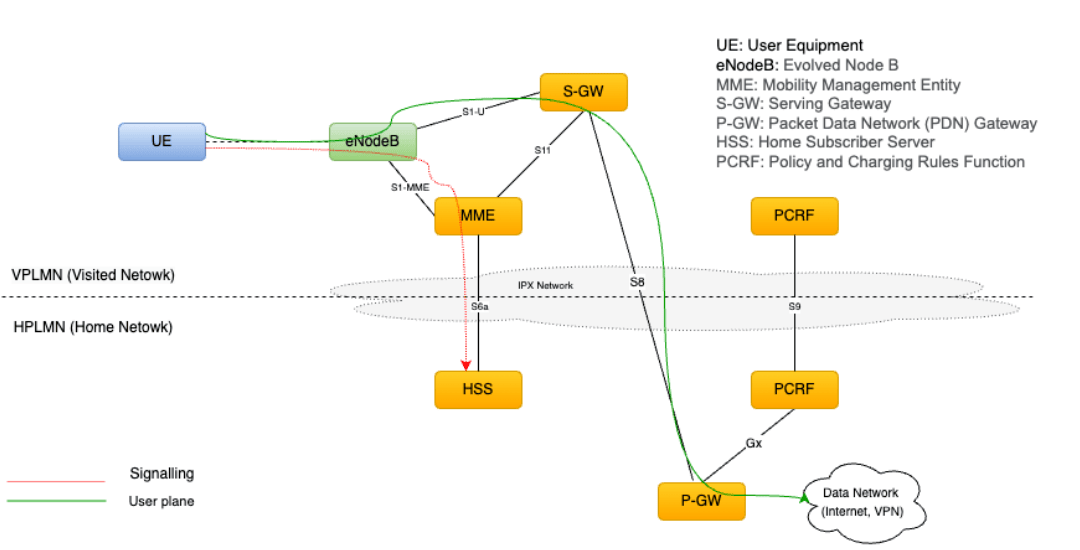 UE: User Equipment
eNodeB: Evolved Node B
MME: Mobility Management Entity
S-GW: Serving Gateway
P-GW: Packet Data Network (PDN) Gateway
HSS: Home Subscriber Server
PCRF: Policy and Charging Rules Function
S-GW
S1-U
UE
eNodeB
S11
S1-MME
MME
PCRF
VPLMN (Visited Netowk)
IPX Network
S8
S6a
S9
HPLMN (Home Netowk)
HSS
PCRF
Gx
Signalling
User plane
P-GW
Data Network
(Internet, VPN)